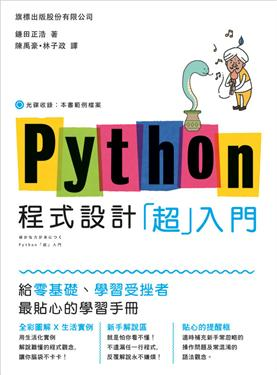 旗標出版股份有限公司
鎌田正浩 著
陳禹豪・林子政 譯
光碟收錄：本書範例檔案
Python
程式設計「超」入門
確かな力が身につく
Python「超」入門
給零基礎、學習受挫者
最貼心的學習手冊
全彩圖解 X 生活實例
用生活化實例
解說難懂的程式觀念，
讓你腦袋不卡卡！
新手解說區
就是怕你看不懂！
不遺漏任一行程式，
反覆解說永不嫌煩！
貼心的提醒框
適時補充新手常忽略的
操作問題及常混淆的
語法觀念。